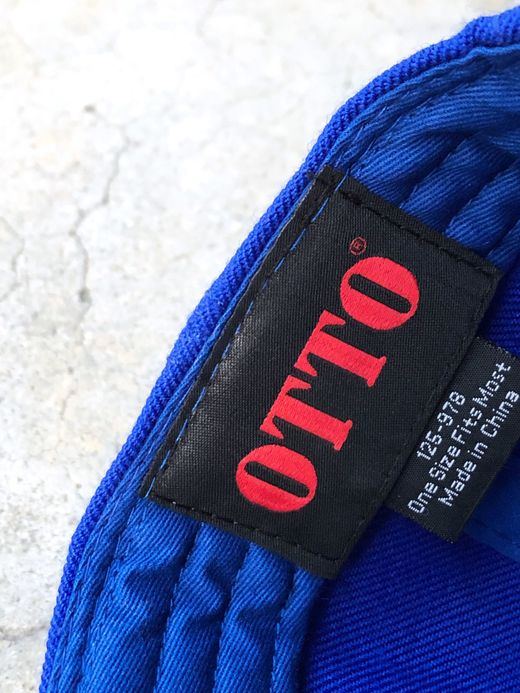 OTTO®
125-978
One Size Fits Most
Made in China